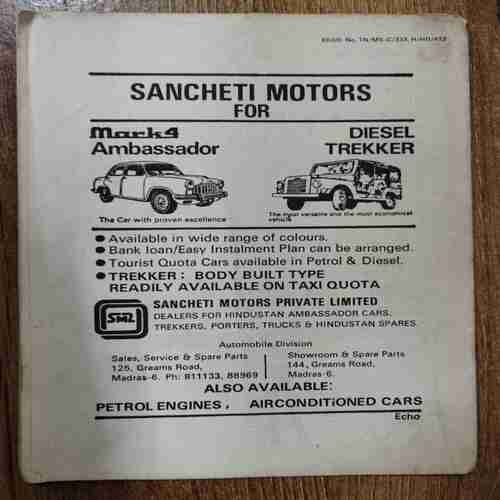 SANCHETI MOTORS
FOR
Mark4
Ambassador
DIESEL
TREKKER
The Car with proven excellence
The most versatile and the most economical
vehicle
● Available in wide range of colours.
● Bank loan/Easy Instalment Plan can be arranged.
● Tourist Quota Cars available in Petrol & Diesel.
● TREKKER : BODY BUILT TYPE
READILY AVAILABLE ON TAXI QUOTA
SML
SANCHETI MOTORS PRIVATE LIMITED
DEALERS FOR HINDUSTAN AMBASSADOR CARS.
TREKKERS, PORTERS, TRUCKS & HINDUSTAN SPARES.
Automobile Division
Sales, Service & Spare Parts
125, Greams Road,
Madras-6. Ph: 811133, 88969
Showroom & Spare Parts
144, Greams Road,
Madras-6.
ALSO AVAILABLE:
PETROL ENGINES, AIRCONDITIONED CARS
Echo